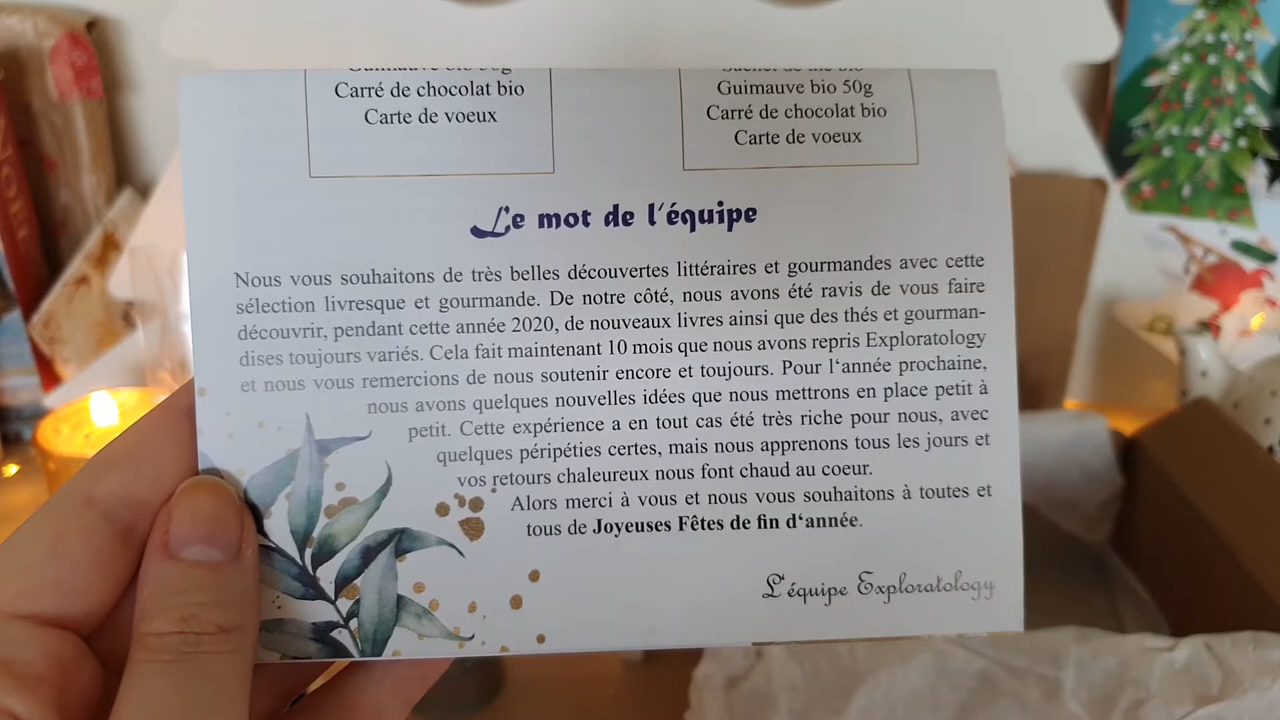 Guimauve bio 50g
Carré de chocolat bio
Carte de voeux
Sachet de thé bio
Guimauve bio 50g
Carré de chocolat bio
Carte de voeux
Le mot de l'équipe
Nous vous souhaitons de très belles découvertes littéraires et gourmandes avec cette
sélection livresque et gourmande. De notre côté, nous avons été ravis de vous faire
découvrir, pendant cette année 2020, de nouveaux livres ainsi que des thés et gourman-
dises toujours variés. Cela fait maintenant 10 mois que nous avons repris Exploratology
et nous vous remercions de nous soutenir encore et toujours. Pour l‘année prochaine,
nous avons quelques nouvelles idées que nous mettrons en place petit à
petit. Cette expérience a en tout cas été très riche pour nous, avec
quelques péripéties certes, mais nous apprenons tous les jours et
vos retours chaleureux nous font chaud au coeur.
Alors merci à vous et nous vous souhaitons à toutes et
tous de Joyeuses Fêtes de fin d‘année.
L'équipe Exploratology